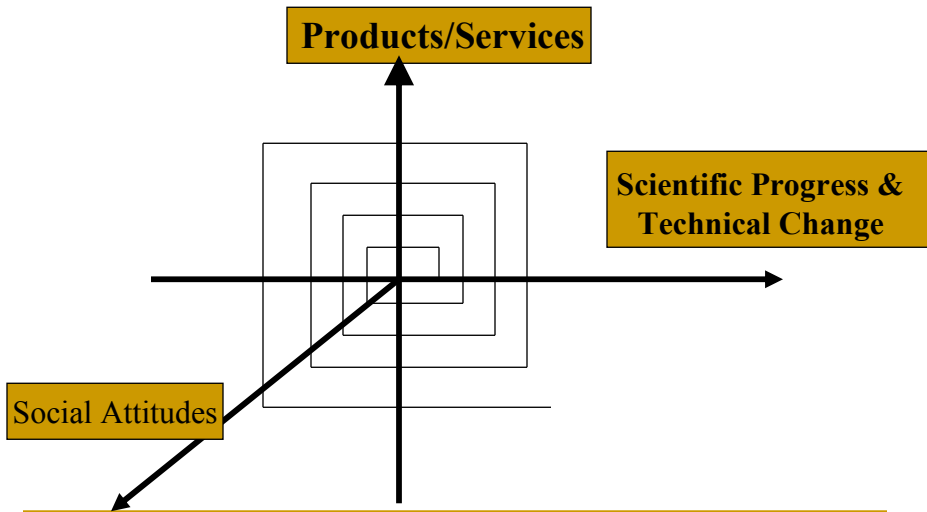 Products/Services
Scientific Progress &
Technical Change
Social Attitudes